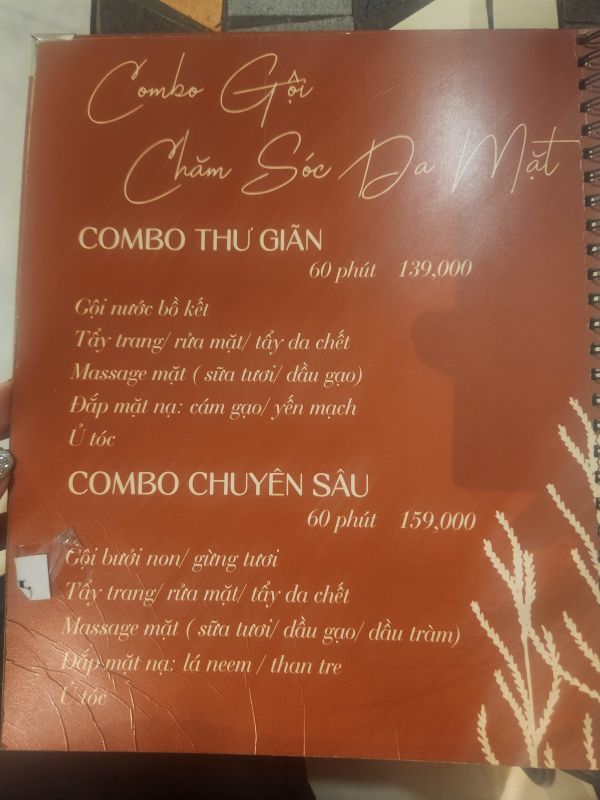 Combo Gội
Chăm Sóc Da Mặt
COMBO THƯ GIÃN
60 phút 139,000
Gội nước bồ kết
Tẩy trang/ rửa mặt/ tẩy da chết
Massage mặt ( sữa tươi/ dầu gạo)
Đắp mặt nạ: cám gạo/ yến mạch
Ủ tóc
COMBO CHUYÊN SÂU
60 phút 159,000
Gội bưởi non/ gừng tươi
Tẩy trang/ rửa mặt/ tẩy da chết
Massage mặt ( sữa tươi/ dầu gạo/ dầu tràm)
Đắp mặt nạ: lá neem / than tre
Ủ tóc